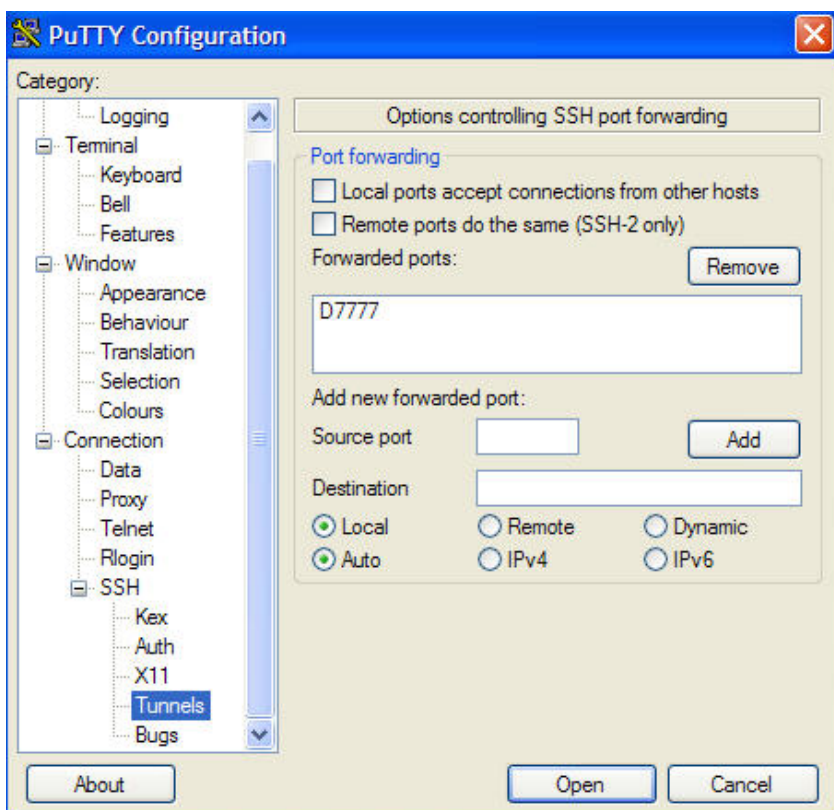 PuTTY Configuration
Category:
Logging
Terminal
Keyboard
Bell
Features
Window
Appearance
Behaviour
Translation
Selection
Colours
Connection
Data
Proxy
Telnet
Rlogin
SSH
Kex
Auth
X11
Tunnels
Bugs
Options controlling SSH port forwarding
Port forwarding
Local ports accept connections from other hosts
Remote ports do the same (SSH-2 only)
Forwarded ports:
Remove
D7777
Add new forwarded port:
Source port
Add
Destination
Local Remote Dynamic
Auto IPv4 IPv6
About Open Cancel